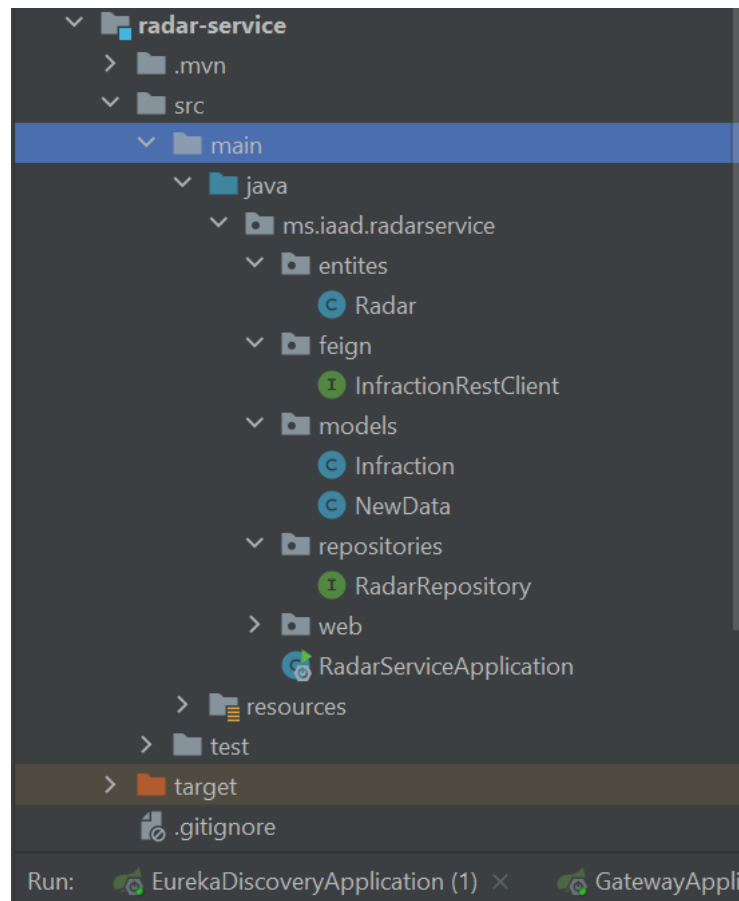 radar-service
.mvn
src
main
java
ms.iaad.radarservice
entites
C Radar
feign
I InfractionRestClient
models
C Infraction
C NewData
repositories
I RadarRepository
web
RadarServiceApplication
resources
test
target
.gitignore
Run: EurekaDiscoveryApplication (1) × GatewayAppli